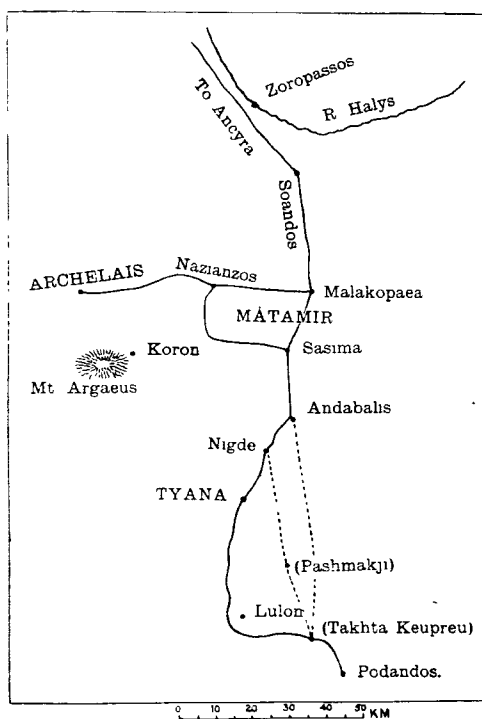 Zoropassos
R Halys
To Ancyra
Soandos
ARCHELAIS
Nazianzos
Malakopaea
MÅTAMIR
Sasima
Koron
Mt Argaeus
Andabalis
Nigde
TYANA
(Pashmakji)
Lulon
(Takhta Keupreu)
Podandos.
0 10 20 30 40 50 KM